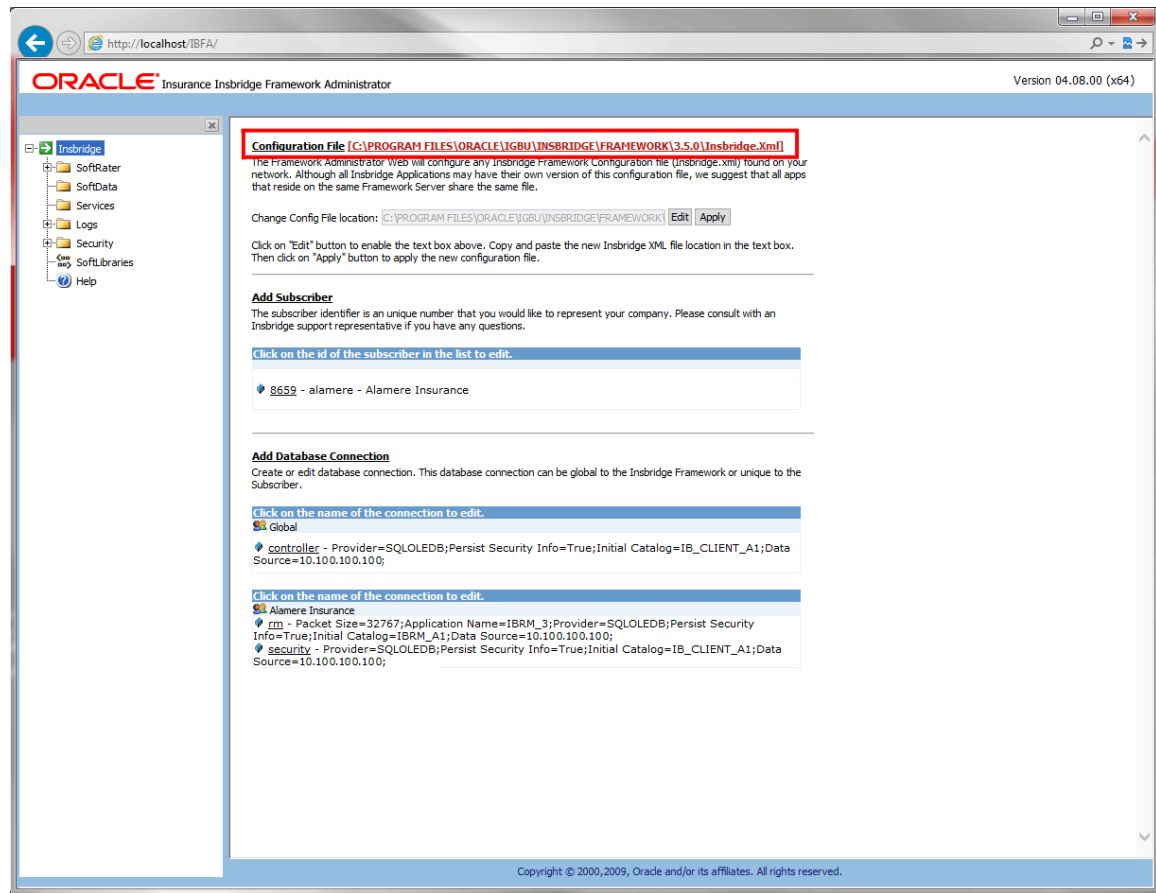 http://localhost/IBFA/
ORACLE Insurance Insbridge Framework Administrator
Version 04.08.00 (x64)
Insbridge
SoftRater
SoftData
Services
Logs
Security
SoftLibraries
Help
Configuration File [C:\PROGRAM FILES\ORACLE\IGBU\INSBRIDGE\FRAMEWORK\3.5.0\Insbridge.Xml]
The Framework Administrator Web will configure any Insbridge Framework Configuration file (Insbridge.xml) found on your
network. Although all Insbridge Applications may have their own version of this configuration file, we suggest that all apps
that reside on the same Framework Server share the same file.
Change Config File location: C:\PROGRAM FILES\ORACLE\IGBU\INSBRIDGE\FRAMEWORK\ Edit Apply
Click on "Edit" button to enable the text box above. Copy and paste the new Insbridge XML file location in the text box.
Then click on "Apply" button to apply the new configuration file.
Add Subscriber
The subscriber identifier is an unique number that you would like to represent your company. Please consult with an
Insbridge support representative if you have any questions.
Click on the id of the subscriber in the list to edit.
8659 - alamere - Alamere Insurance
Add Database Connection
Create or edit database connection. This database connection can be global to the Insbridge Framework or unique to the
Subscriber.
Click on the name of the connection to edit.
Global
controller - Provider=SQLOLEDB;Persist Security Info=True;Initial Catalog=IB_CLIENT_A1;Data
Source=10.100.100.100;
Click on the name of the connection to edit.
Alamere Insurance
rm - Packet Size=32767;Application Name=IBRM_3;Provider=SQLOLEDB;Persist Security
Info=True;Initial Catalog=IBRM_A1;Data Source=10.100.100.100;
security - Provider=SQLOLEDB;Persist Security Info=True;Initial Catalog=IB_CLIENT_A1;Data
Source=10.100.100.100;
Copyright © 2000,2009, Oracle and/or its affiliates. All rights reserved.